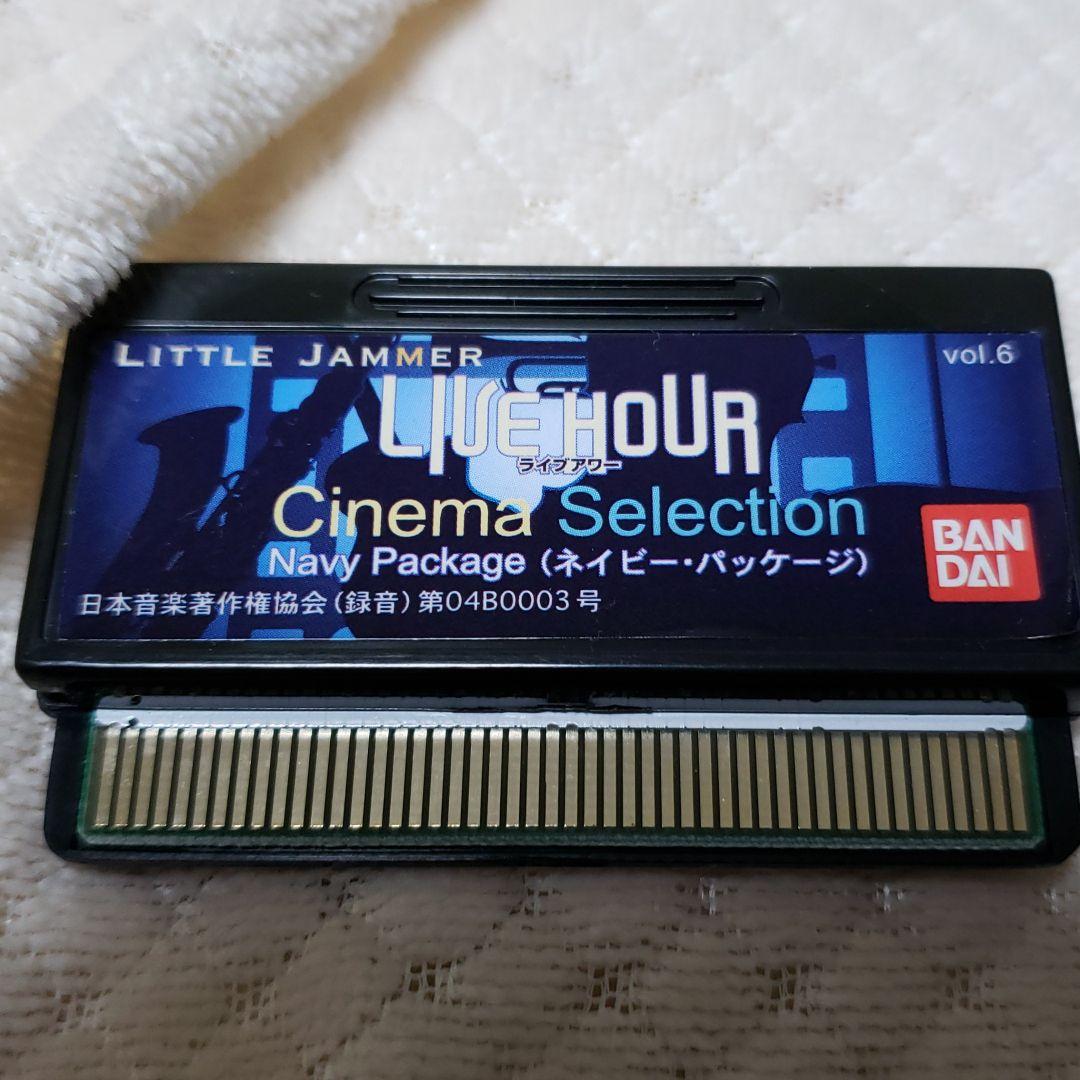 LITTLE JAMMER
vol.6
LIVE HOUR
ライブアワー
Cinema Selection
Navy Package (ネイビー・パッケージ)
BAN
DAI
日本音楽著作権協会(録音)第04B0003号